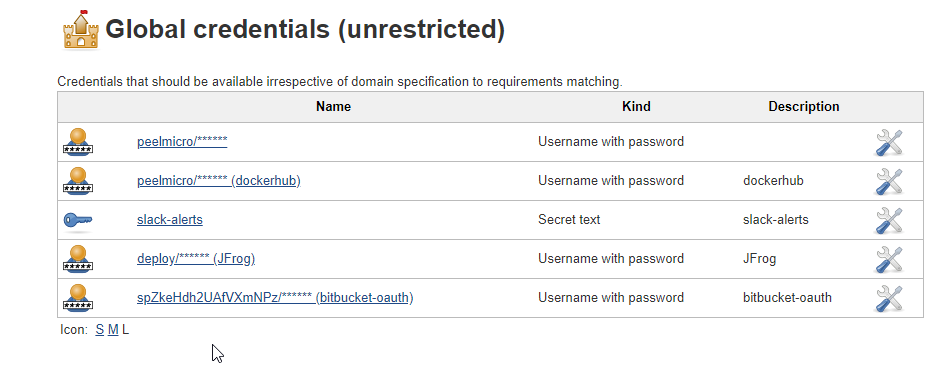 Global credentials (unrestricted)
Credentials that should be available irrespective of domain specification to requirements matching.
Name Kind Description
peelmicro/****** Username with password
peelmicro/****** (dockerhub) Username with password dockerhub
slack-alerts Secret text slack-alerts
deploy/****** (JFrog) Username with password JFrog
spZkeHdh2UAfVXmNPz/****** (bitbucket-oauth) Username with password bitbucket-oauth
Icon: S M L